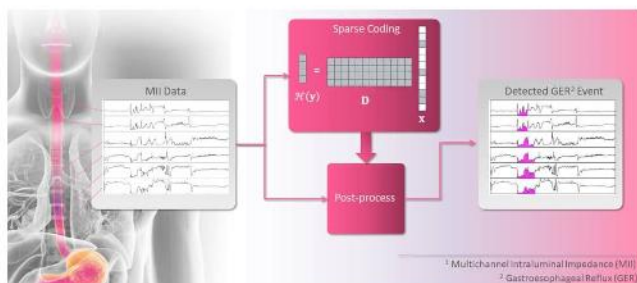 Sparse Coding
MII Data
ℋ(y)
=
D
x
Detected GER² Event
Post-process
¹ Multichannel Intraluminal Impedance (MII)
² Gastroesophageal Reflux (GER)